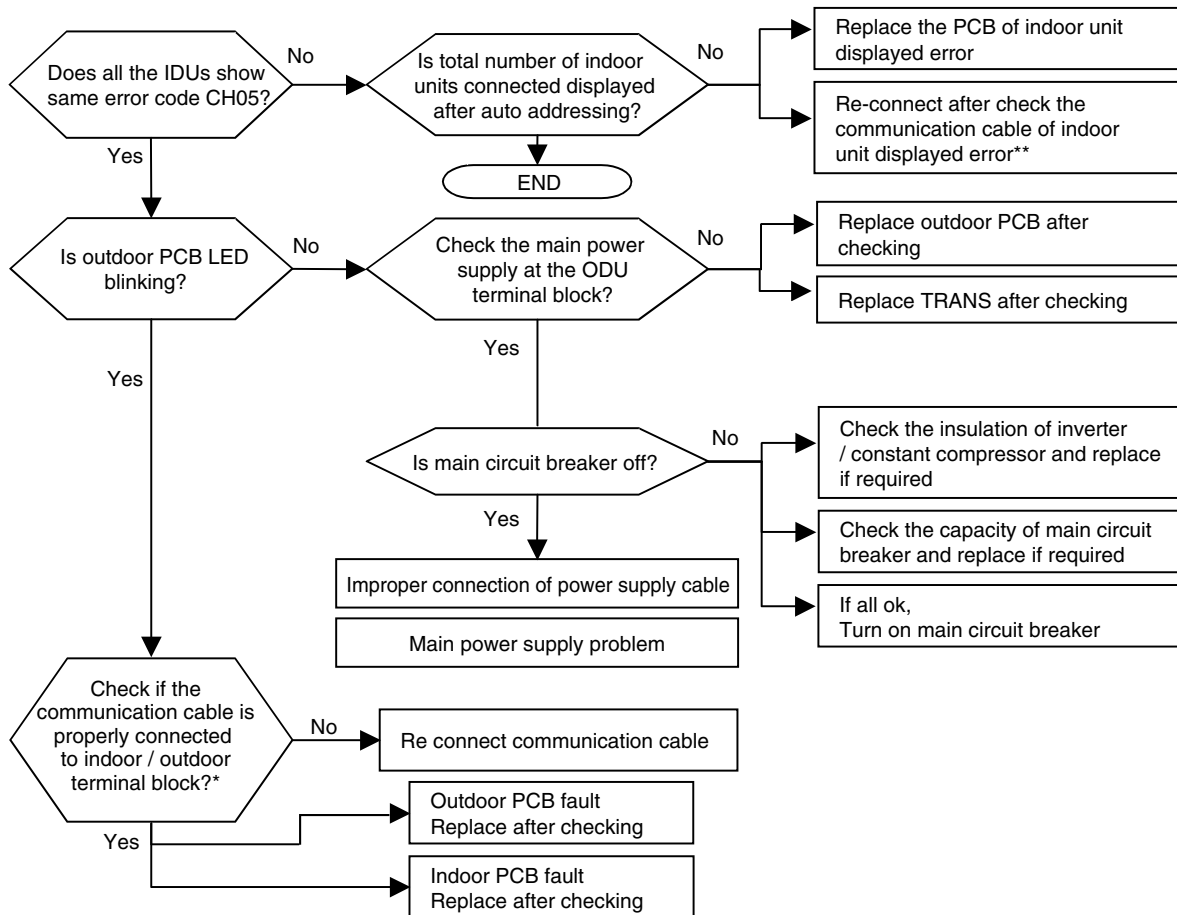 Does all the IDUs show
same error code CH05?
No
Is total number of indoor
units connected displayed
after auto addressing?
No
Replace the PCB of indoor unit
displayed error
Re-connect after check the
communication cable of indoor
unit displayed error**
Yes
END
Is outdoor PCB LED
blinking?
No
Check the main power
supply at the ODU
terminal block?
No
Replace outdoor PCB after
checking
Replace TRANS after checking
Yes
Yes
Is main circuit breaker off?
No
Check the insulation of inverter
/ constant compressor and replace
if required
Check the capacity of main circuit
breaker and replace if required
If all ok,
Turn on main circuit breaker
Yes
Improper connection of power supply cable
Main power supply problem
Check if the
communication cable is
properly connected
to indoor / outdoor
terminal block?*
No
Re connect communication cable
Yes
Outdoor PCB fault
Replace after checking
Indoor PCB fault
Replace after checking